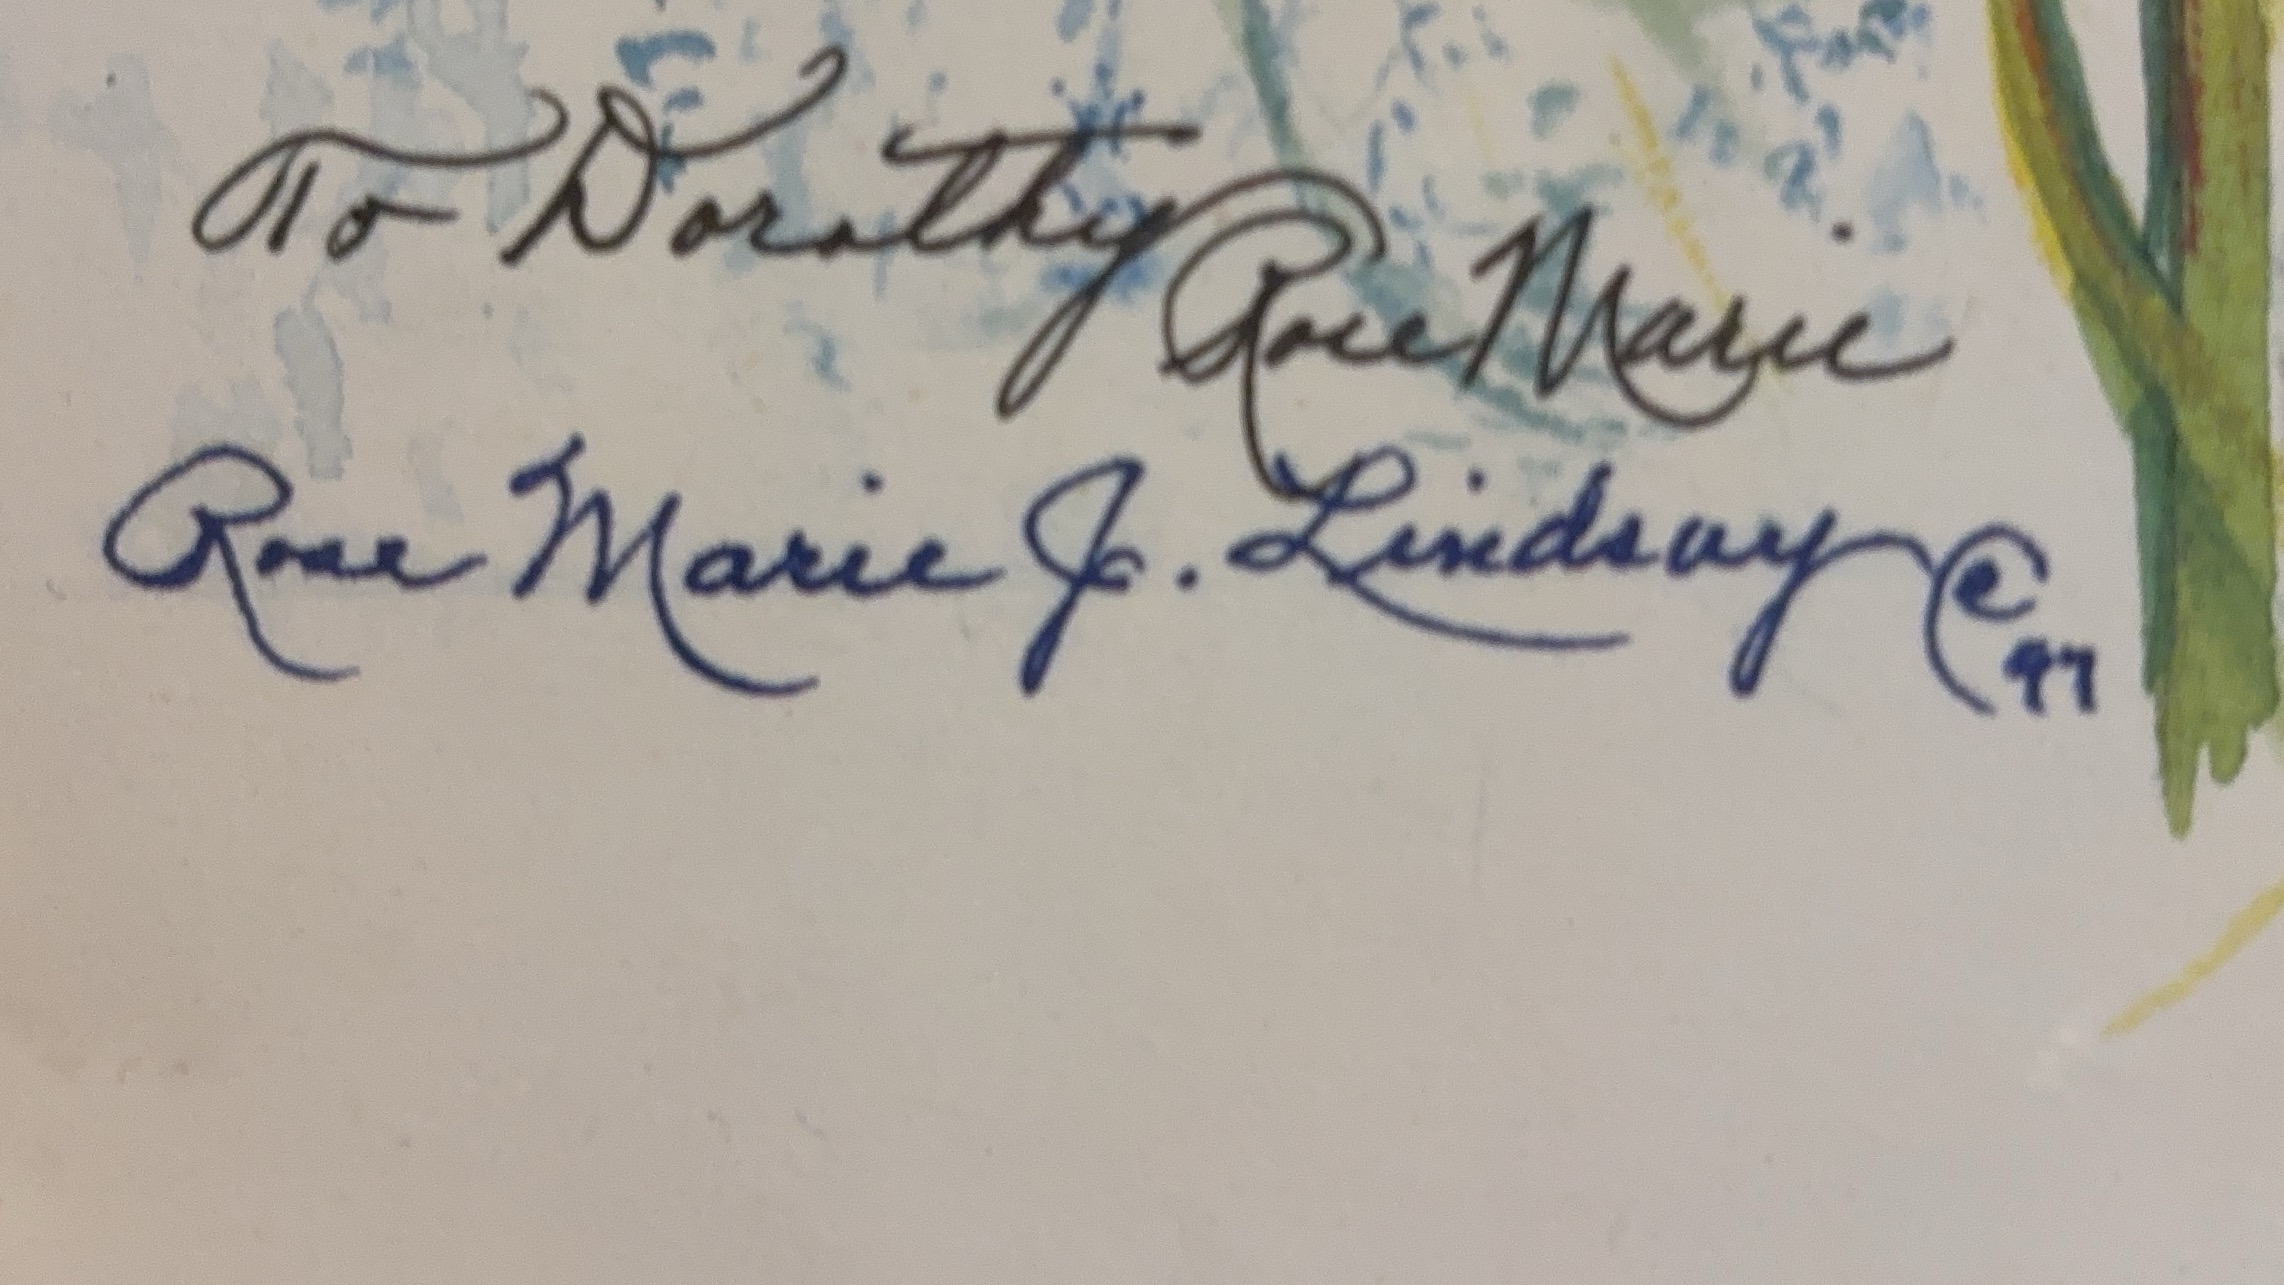 To Dorothy
Rose Marie
Rose Marie J. Lindsay ©
97